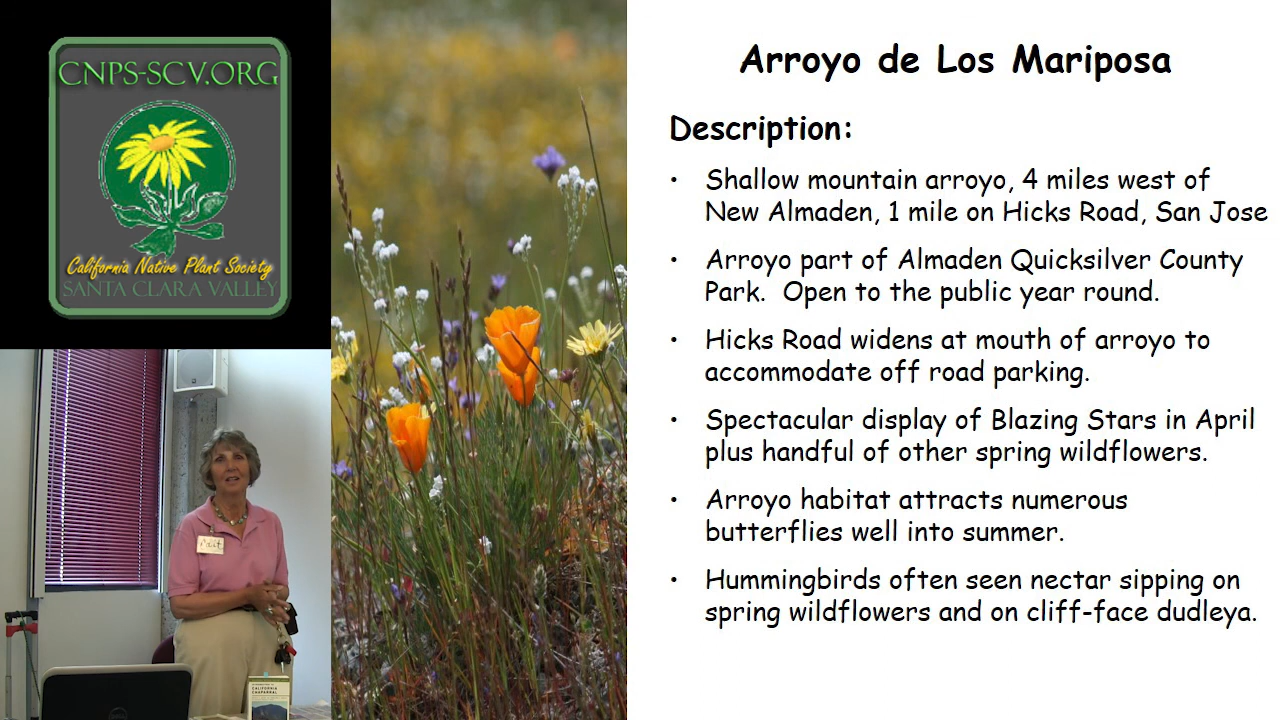 CNPS-SCV.ORG
California Native Plant Society
SANTA CLARA VALLEY
Arroyo de Los Mariposa
Description:
• Shallow mountain arroyo, 4 miles west of
New Almaden, 1 mile on Hicks Road, San Jose
• Arroyo part of Almaden Quicksilver County
Park. Open to the public year round.
• Hicks Road widens at mouth of arroyo to
accommodate off road parking.
• Spectacular display of Blazing Stars in April
plus handful of other spring wildflowers.
• Arroyo habitat attracts numerous
butterflies well into summer.
• Hummingbirds often seen nectar sipping on
spring wildflowers and on cliff-face dudleya.
CALIFORNIA
CHAPARRAL